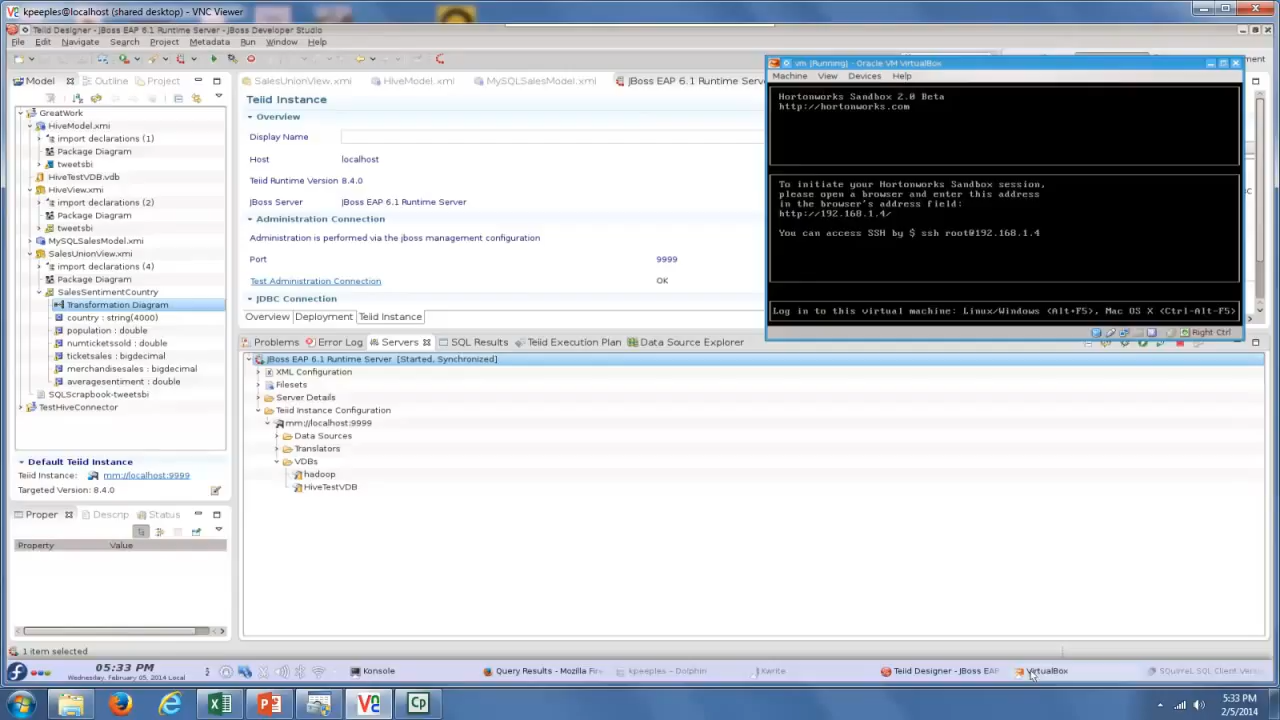 kpeeples@localhost (shared desktop) - VNC Viewer
Teiid Designer - JBoss EAP 6.1 Runtime Server - JBoss Developer Studio
File Edit Navigate Search Project Metadata Run Window Help
Model Outline Project
GreatWork
HiveModel.xmi
import declarations (1)
Package Diagram
tweetsbi
HiveTestVDB.vdb
HiveView.xmi
import declarations (2)
Package Diagram
tweetsbi
MySQLSalesModel.xmi
SalesUnionView.xmi
import declarations (4)
Package Diagram
SalesSentimentCountry
Transformation Diagram
country : string(4000)
population : double
numticketssold : double
ticketsales : bigdecimal
merchandisesales : bigdecimal
averagesentiment : double
SQLScrapbook-tweetsbi
TestHiveConnector
Default Teiid Instance
Teiid Instance: mm://localhost:9999
Targeted Version: 8.4.0
Proper Descrip Status
Property Value
1 item selected
SalesUnionView.xmi HiveModel.xmi MySQLSalesModel.xmi JBoss EAP 6.1 Runtime Serve
Teiid Instance
Overview
Display Name
Host localhost
Teiid Runtime Version 8.4.0
JBoss Server JBoss EAP 6.1 Runtime Server
Administration Connection
Administration is performed via the jboss management configuration
Port 9999
Test Administration Connection OK
JDBC Connection
Overview Deployment Teiid Instance
Problems Error Log Servers SQL Results Teiid Execution Plan Data Source Explorer
JBoss EAP 6.1 Runtime Server [Started, Synchronized]
XML Configuration
Filesets
Server Details
Teiid Instance Configuration
mm://localhost:9999
Data Sources
Translators
VDBs
hadoop
HiveTestVDB
vm [Running] - Oracle VM VirtualBox
Machine View Devices Help
Hortonworks Sandbox 2.0 Beta
http://hortonworks.com
To initiate your Hortonworks Sandbox session,
please open a browser and enter this address
in the browser's address field:
http://192.168.1.4/
You can access SSH by $ ssh root@192.168.1.4
Log in to this virtual machine: Linux/Windows <Alt+F5>, Mac OS X <Ctrl-Alt-F5>
Right Ctrl
05:33 PM
Wednesday, February 05, 2014 Local
Konsole Query Results - Mozilla Fire kpeeples – Dolphin KWrite Teiid Designer - JBoss EAP VirtualBox SQuirreL SQL Client Versi
5:33 PM
2/5/2014